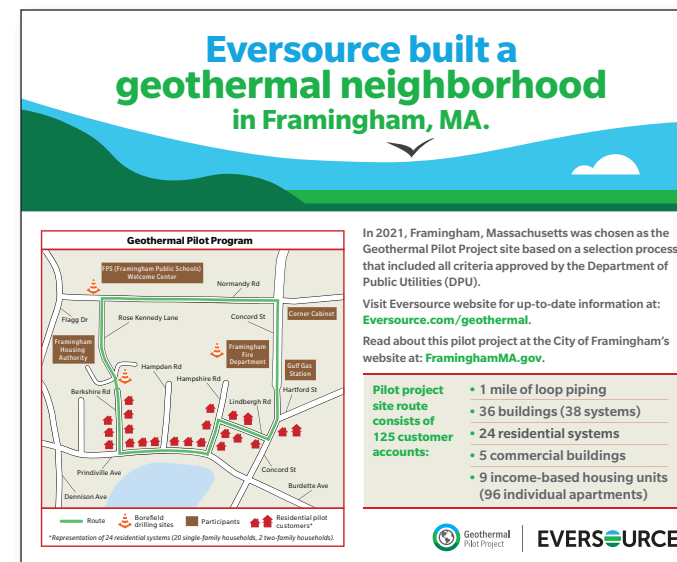 Eversource built a
geothermal neighborhood
in Framingham, MA.
Geothermal Pilot Program
FPS (Framingham Public Schools)
Welcome Center
Normandy Rd
Flagg Dr
Rose Kennedy Lane
Concord St
Corner Cabinet
Framingham
Housing
Authority
Framingham
Fire
Department
Hampden Rd
Gulf Gas
Station
Hampshire Rd
Berkshire Rd
Hartford St
Lindbergh Rd
Prindiville Ave
Concord St
Burdette Ave
Dennison Ave
Route
Borefield
drilling sites
Participants
Residential pilot
customers*
*Representation of 24 residential systems (20 single-family households, 2 two-family households).
In 2021, Framingham, Massachusetts was chosen as the
Geothermal Pilot Project site based on a selection process
that included all criteria approved by the Department of
Public Utilities (DPU).
Visit Eversource website for up-to-date information at:
Eversource.com/geothermal.
Read about this pilot project at the City of Framingham's
website at: FraminghamMA.gov.
Pilot project
site route
consists of
125 customer
accounts:
• 1 mile of loop piping
• 36 buildings (38 systems)
• 24 residential systems
• 5 commercial buildings
• 9 income-based housing units
(96 individual apartments)
Geothermal
Pilot Project
EVERSOURCE